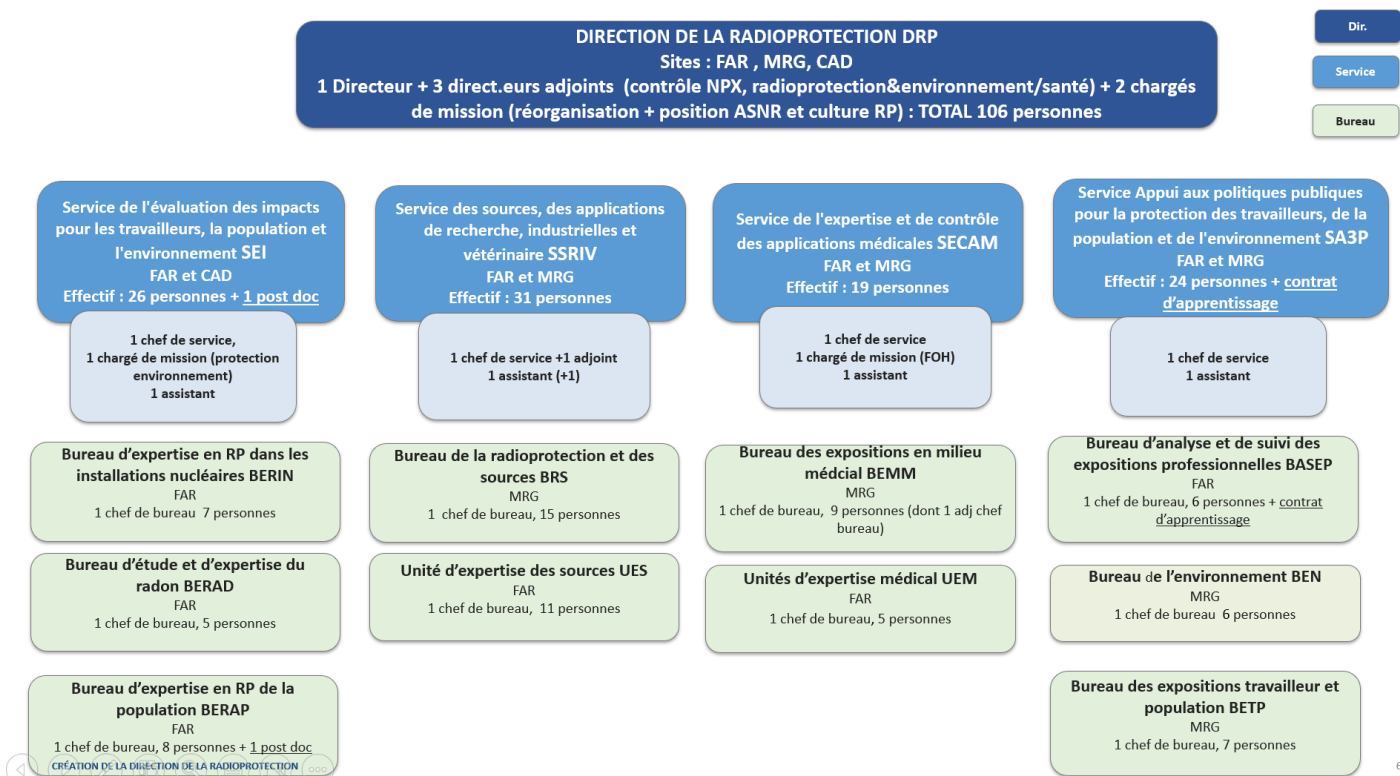 DIRECTION DE LA RADIOPROTECTION DRP
Sites : FAR , MRG, CAD
1 Directeur + 3 direct.eurs adjoints (contrôle NPX, radioprotection&environnement/santé) + 2 chargés
de mission (réorganisation + position ASNR et culture RP) : TOTAL 106 personnes
Dir.
Service
Bureau
Service de l'évaluation des impacts
pour les travailleurs, la population et
l'environnement SEI
FAR et CAD
Effectif : 26 personnes + 1 post doc
1 chef de service,
1 chargé de mission (protection
environnement)
1 assistant
Bureau d'expertise en RP dans les
installations nucléaires BERIN
FAR
1 chef de bureau 7 personnes
Bureau d'étude et d'expertise du
radon BERAD
FAR
1 chef de bureau, 5 personnes
Bureau d'expertise en RP de la
population BERAP
FAR
1 chef de bureau, 8 personnes + 1 post doc
CRÉATION DE LA DIRECTION DE LA RADIOPROTECTION
Service des sources, des applications
de recherche, industrielles et
vétérinaire SSRIV
FAR et MRG
Effectif : 31 personnes
1 chef de service +1 adjoint
1 assistant (+1)
Bureau de la radioprotection et des
sources BRS
MRG
1 chef de bureau, 15 personnes
Unité d'expertise des sources UES
FAR
1 chef de bureau, 11 personnes
Service de l'expertise et de contrôle
des applications médicales SECAM
FAR et MRG
Effectif : 19 personnes
1 chef de service
1 chargé de mission (FOH)
1 assistant
Bureau des expositions en milieu
médcial BEMM
MRG
1 chef de bureau, 9 personnes (dont 1 adj chef
bureau)
Unités d'expertise médical UEM
FAR
1 chef de bureau, 5 personnes
Service Appui aux politiques publiques
pour la protection des travailleurs, de la
population et de l'environnement SA3P
FAR et MRG
Effectif : 24 personnes + contrat
d'apprentissage
1 chef de service
1 assistant
Bureau d'analyse et de suivi des
expositions professionnelles BASEP
FAR
1 chef de bureau, 6 personnes + contrat
d'apprentissage
Bureau de l'environnement BEN
MRG
1 chef de bureau 6 personnes
Bureau des expositions travailleur et
population BETP
MRG
1 chef de bureau, 7 personnes